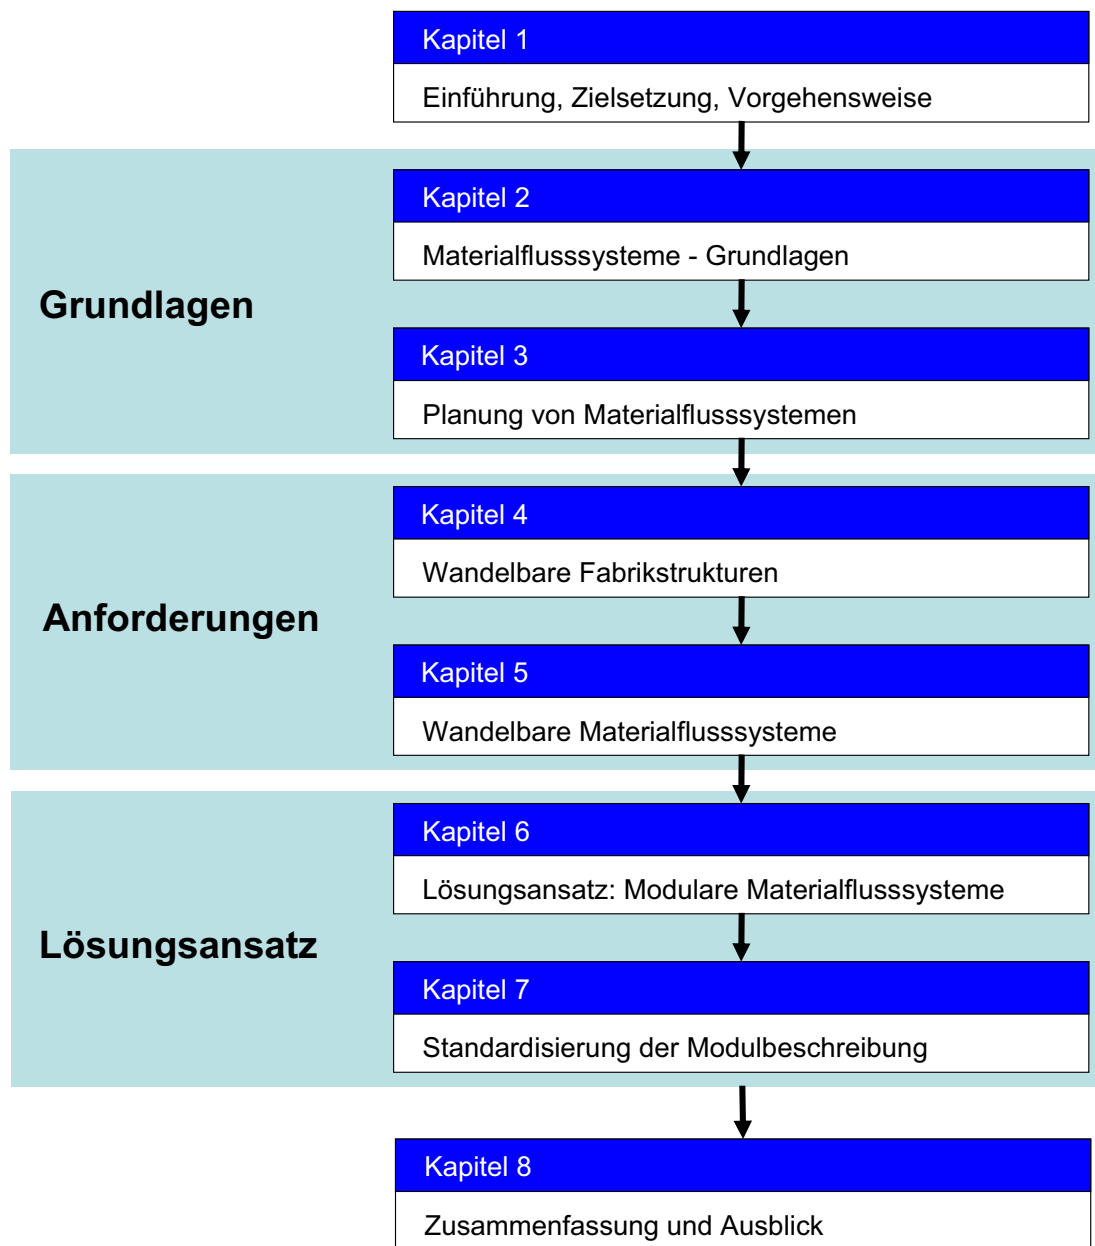 Kapitel 1
Einführung, Zielsetzung, Vorgehensweise
Grundlagen
Kapitel 2
Materialflusssysteme - Grundlagen
Kapitel 3
Planung von Materialflusssystemen
Anforderungen
Kapitel 4
Wandelbare Fabrikstrukturen
Kapitel 5
Wandelbare Materialflusssysteme
Lösungsansatz
Kapitel 6
Lösungsansatz: Modulare Materialflusssysteme
Kapitel 7
Standardisierung der Modulbeschreibung
Kapitel 8
Zusammenfassung und Ausblick